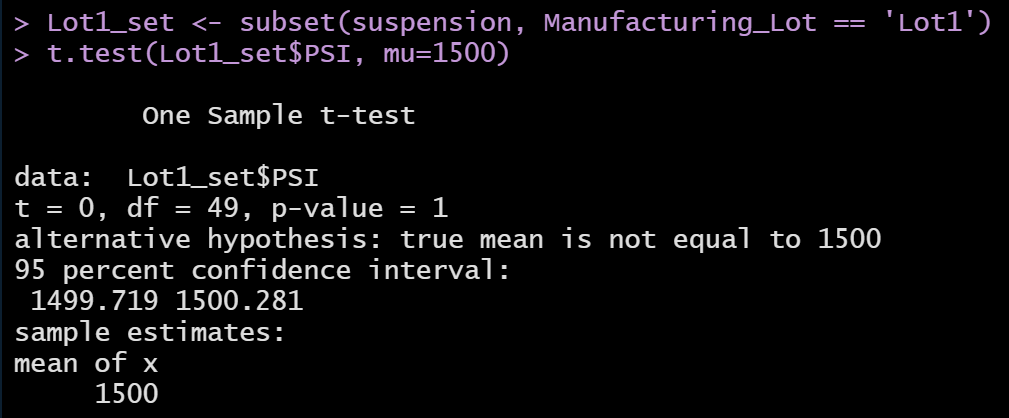 > Lot1_set <- subset(suspension, Manufacturing_Lot == 'Lot1')
> t.test(Lot1_set$PSI, mu=1500)
One Sample t-test
data:  Lot1_set$PSI
t = 0, df = 49, p-value = 1
alternative hypothesis: true mean is not equal to 1500
95 percent confidence interval:
1499.719 1500.281
sample estimates:
mean of x
1500